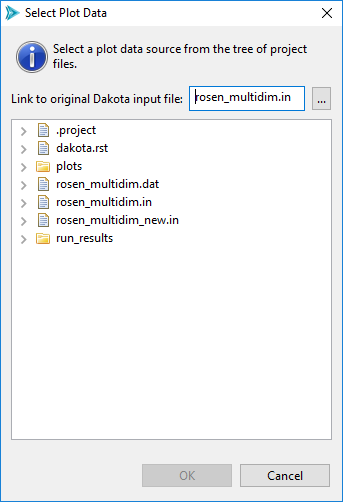 Select Plot Data
Select a plot data source from the tree of project
files.
Link to original Dakota input file: rosen_multidim.in ...
.project
dakota.rst
plots
rosen_multidim.dat
rosen_multidim.in
rosen_multidim_new.in
run_results
OK Cancel